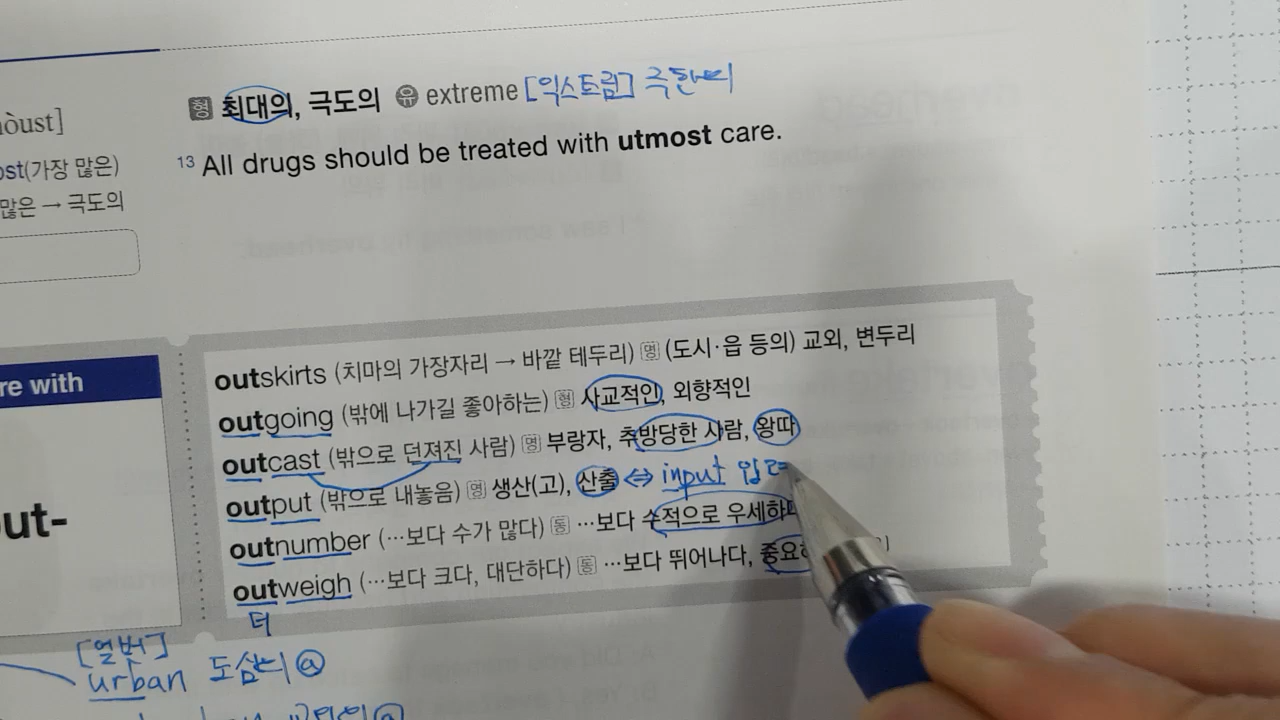 형 최대의, 극도의 유 extreme [익스트림] 극한의
òust]
13 All drugs should be treated with utmost care.
ost(가장 많은)
많은 → 극도의
re with
outskirts (치마의 가장자리 → 바깥 테두리) 명 (도시·읍 등의) 교외, 변두리
outgoing (밖에 나가길 좋아하는) 형 사교적인, 외향적인
outcast (밖으로 던져진 사람) 명 부랑자, 추방당한 사람, 왕따
output (밖으로 내놓음) 명 생산(고), 산출 ⇔ input 입력
out-
outnumber (…보다 수가 많다) 동 …보다 수적으로 우세하다
outweigh (…보다 크다, 대단하다) 동 …보다 뛰어나다, 중요하
더
[얼버]
urban 도심의 ⓐ